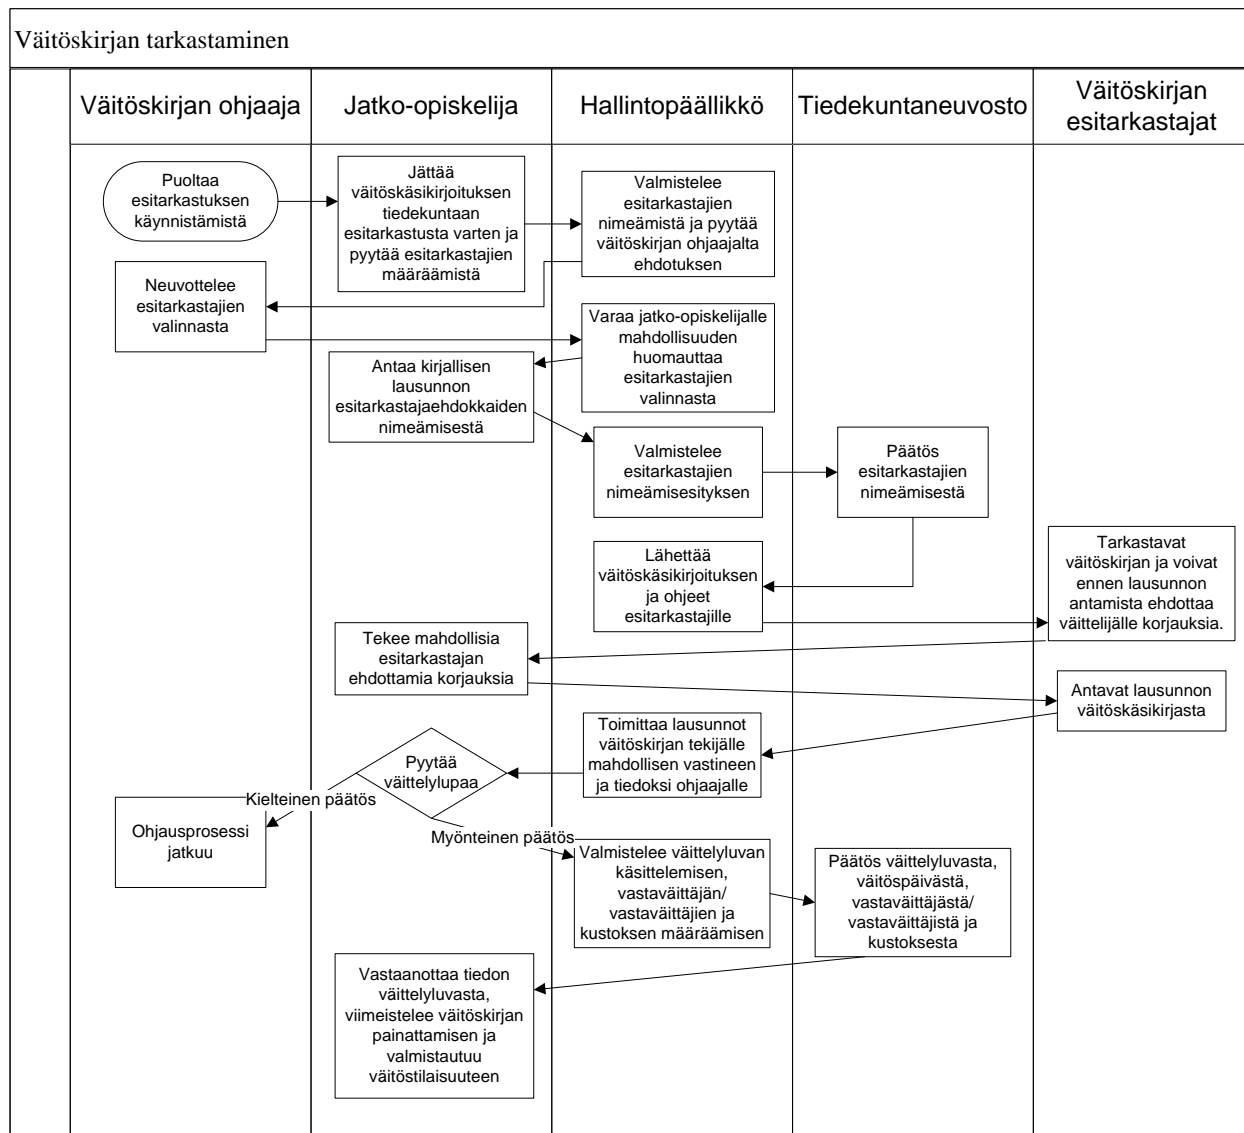 Väitöskirjan tarkastaminen
Väitöskirjan ohjaaja
Jatko-opiskelija
Hallintopäällikkö
Tiedekuntaneuvosto
Väitöskirjan
esitarkastajat
Puoltaa
esitarkastuksen
käynnistämistä
Jättää
väitöskäsikirjoituksen
tiedekuntaan
esitarkastusta varten ja
pyytää esitarkastajien
määräämistä
Valmistelee
esitarkastajien
nimeämistä ja pyytää
väitöskirjan ohjaajalta
ehdotuksen
Neuvottelee
esitarkastajien
valinnasta
Varaa jatko-opiskelijalle
mahdollisuuden
huomauttaa
esitarkastajien
valinnasta
Antaa kirjallisen
lausunnon
esitarkastajaehdokkaiden
nimeämisestä
Valmistelee
esitarkastajien
nimeämisesityksen
Päätös
esitarkastajien
nimeämisestä
Lähettää
väitöskäsikirjoituksen
ja ohjeet
esitarkastajille
Tarkastavat
väitöskirjan ja voivat
ennen lausunnon
antamista ehdottaa
väittelijälle korjauksia.
Tekee mahdollisia
esitarkastajan
ehdottamia korjauksia
Antavat lausunnon
väitöskäsikirjasta
Toimittaa lausunnot
väitöskirjan tekijälle
mahdollisen vastineen
ja tiedoksi ohjaajalle
Pyytää
väittelylupaa
Kielteinen päätös
Ohjausprosessi
jatkuu
Myönteinen päätös
Valmistelee väittelyluvan
käsittelemisen,
vastaväittäjän/
vastaväittäjien ja
kustoksen määräämisen
Päätös väittelyluvasta,
väitöspäivästä,
vastaväittäjästä/
vastaväittäjistä ja
kustoksesta
Vastaanottaa tiedon
väittelyluvasta,
viimeistelee väitöskirjan
painattamisen ja
valmistautuu
väitöstilaisuuteen